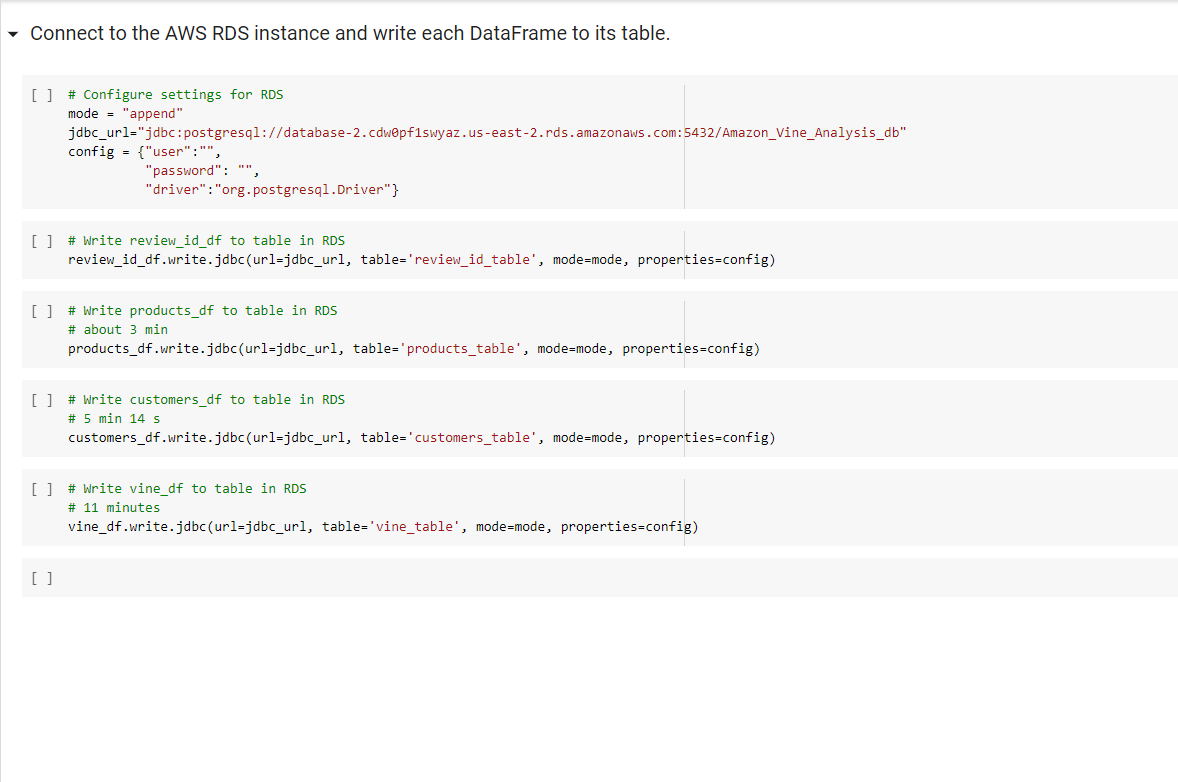 Connect to the AWS RDS instance and write each DataFrame to its table.
[ ] # Configure settings for RDS
mode = "append"
jdbc_url="jdbc:postgresql://database-2.cdw0pf1swyaz.us-east-2.rds.amazonaws.com:5432/Amazon_Vine_Analysis_db"
config = {"user":"",
"password": "",
"driver":"org.postgresql.Driver"}
[ ] # Write review_id_df to table in RDS
review_id_df.write.jdbc(url=jdbc_url, table='review_id_table', mode=mode, properties=config)
[ ] # Write products_df to table in RDS
# about 3 min
products_df.write.jdbc(url=jdbc_url, table='products_table', mode=mode, properties=config)
[ ] # Write customers_df to table in RDS
# 5 min 14 s
customers_df.write.jdbc(url=jdbc_url, table='customers_table', mode=mode, properties=config)
[ ] # Write vine_df to table in RDS
# 11 minutes
vine_df.write.jdbc(url=jdbc_url, table='vine_table', mode=mode, properties=config)
[ ]